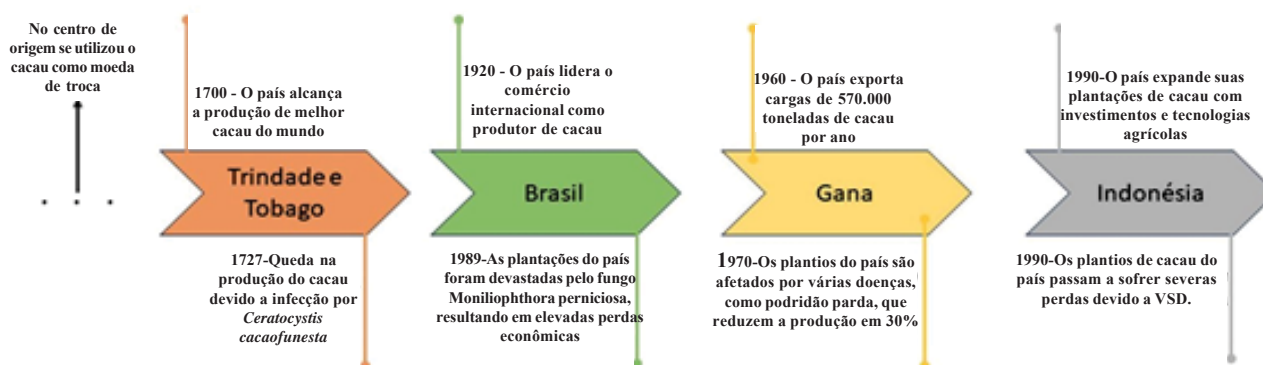 No centro de
origem se utilizou o
cacau como moeda
de troca
. . .
1700 - O país alcança
a produção de melhor
cacau do mundo
Trindade e
Tobago
1727-Queda na
produção do cacau
devido a infecção por
Ceratocystis
cacaofunesta
1920 - O país lidera o
comércio
internacional como
produtor de cacau
Brasil
1989-As plantações do país
foram devastadas pelo fungo
Moniliophthora perniciosa,
resultando em elevadas perdas
econômicas
1960 - O país exporta
cargas de 570.000
toneladas de cacau
por ano
Gana
1970-Os plantios do país são
afetados por várias doenças,
como podridão parda, que
reduzem a produção em 30%
1990-O país expande suas
plantações de cacau com
investimentos e tecnologias
agrícolas
Indonésia
1990-Os plantios de cacau do
país passam a sofrer severas
perdas devido a VSD.